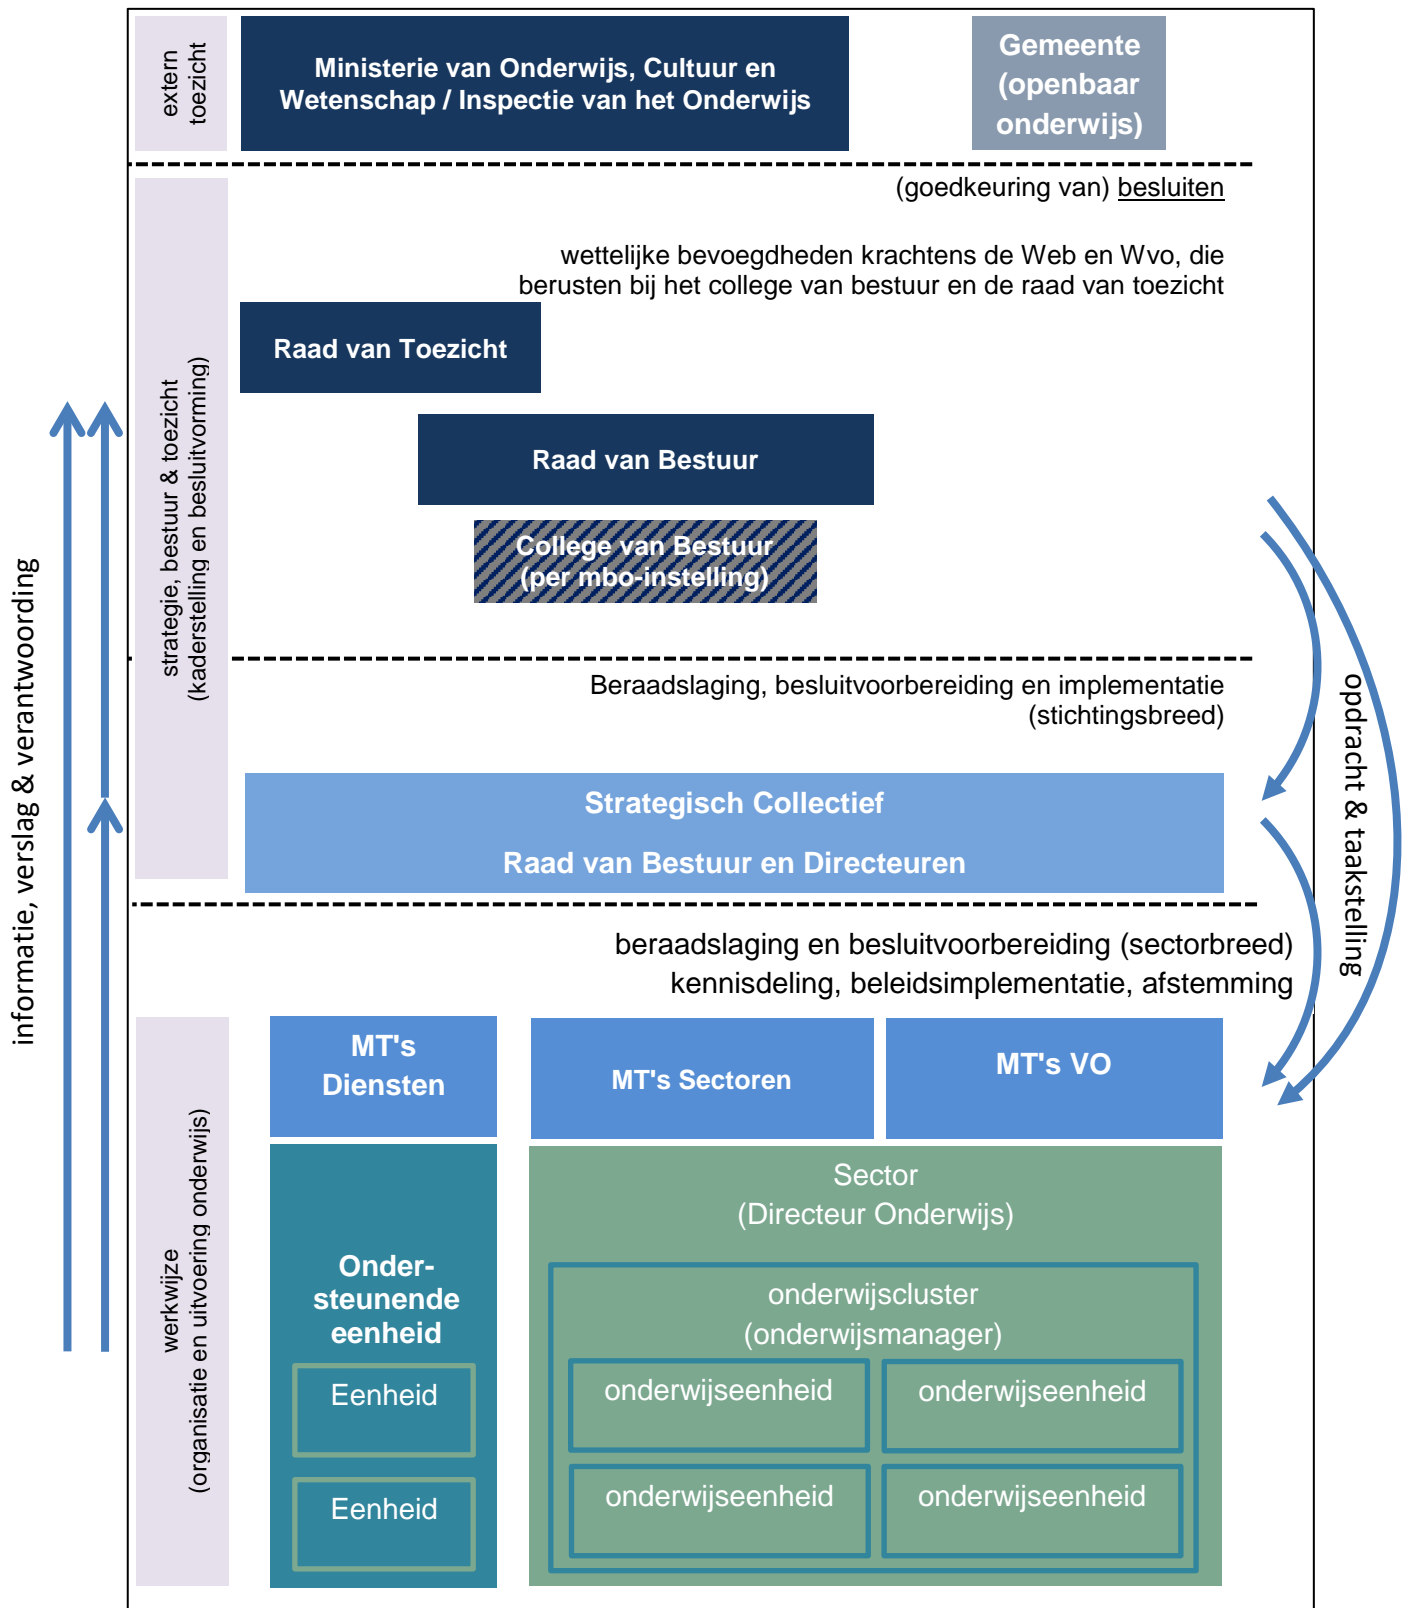 extern
toezicht
Ministerie van Onderwijs, Cultuur en
Wetenschap / Inspectie van het Onderwijs
Gemeente
(openbaar
onderwijs)
(goedkeuring van) besluiten
wettelijke bevoegdheden krachtens de Web en Wvo, die
berusten bij het college van bestuur en de raad van toezicht
strategie, bestuur & toezicht
(kaderstelling en besluitvorming)
Raad van Toezicht
Raad van Bestuur
College van Bestuur
(per mbo-instelling)
informatie, verslag & verantwoording
opdracht & taakstelling
Beraadslaging, besluitvoorbereiding en implementatie
(stichtingsbreed)
Strategisch Collectief
Raad van Bestuur en Directeuren
beraadslaging en besluitvoorbereiding (sectorbreed)
kennisdeling, beleidsimplementatie, afstemming
werkwijze
(organisatie en uitvoering onderwijs)
MT's
Diensten
MT's Sectoren
MT's VO
Onder-
steunende
eenheid
Eenheid
Eenheid
Sector
(Directeur Onderwijs)
onderwijscluster
(onderwijsmanager)
onderwijseenheid
onderwijseenheid
onderwijseenheid
onderwijseenheid